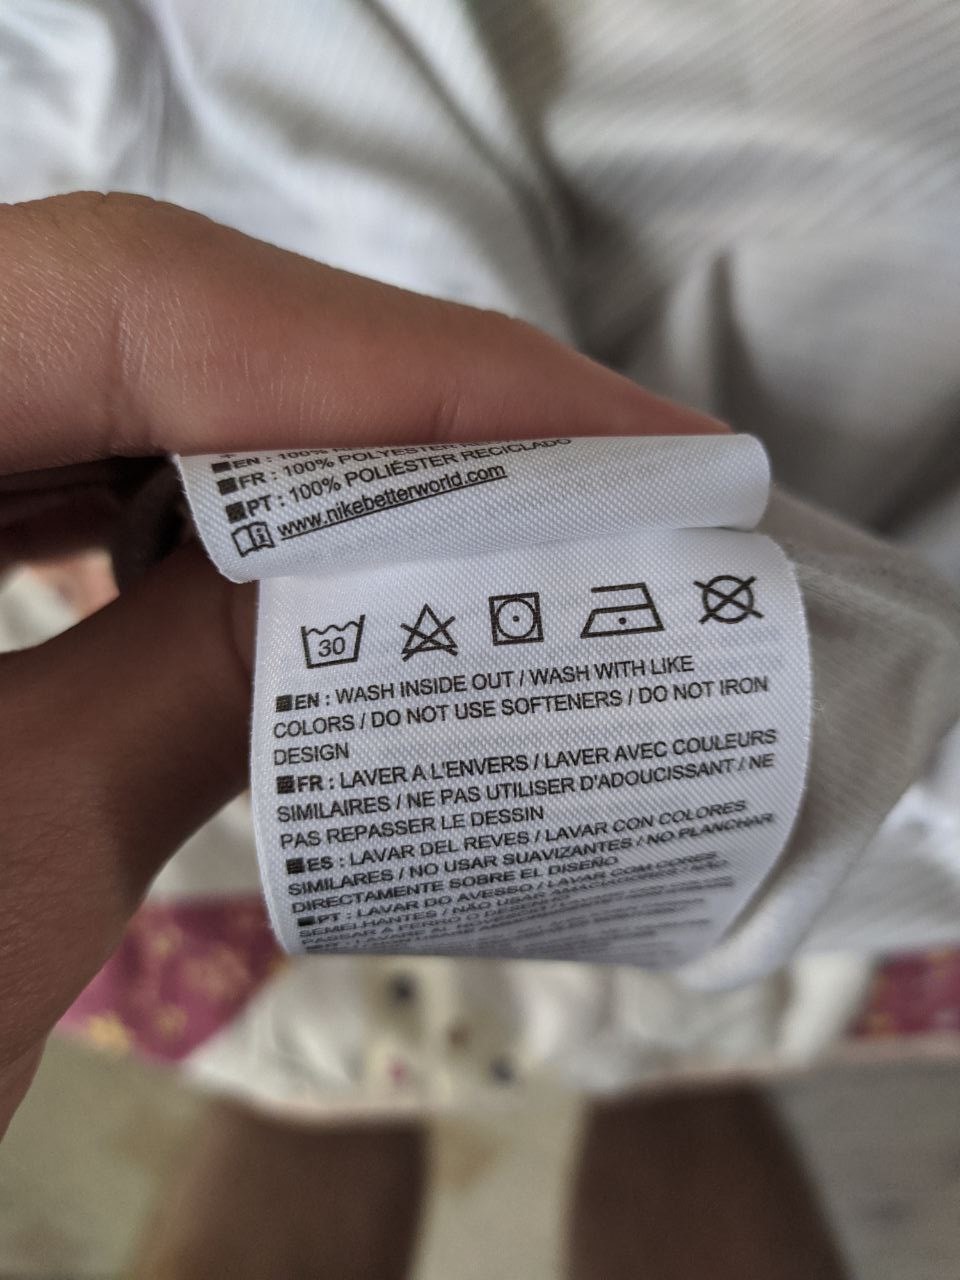 EN : 100%
FR : 100% POLYESTER
PT : 100% POLIÉSTER RECICLADO
www.nikebetterworld.com
30
EN : WASH INSIDE OUT / WASH WITH LIKE
COLORS / DO NOT USE SOFTENERS / DO NOT IRON
DESIGN
FR : LAVER A L'ENVERS / LAVER AVEC COULEURS
SIMILAIRES / NE PAS UTILISER D'ADOUCISSANT / NE
PAS REPASSER LE DESSIN
ES : LAVAR DEL REVES / LAVAR CON COLORES
SIMILARES / NO USAR SUAVIZANTES / NO PLANCHAR
DIRECTAMENTE SOBRE EL DISEÑO
PT : LAVAR DO AVESSO / LAVAR COM CORES
SEMELHANTES / NÃO USAR